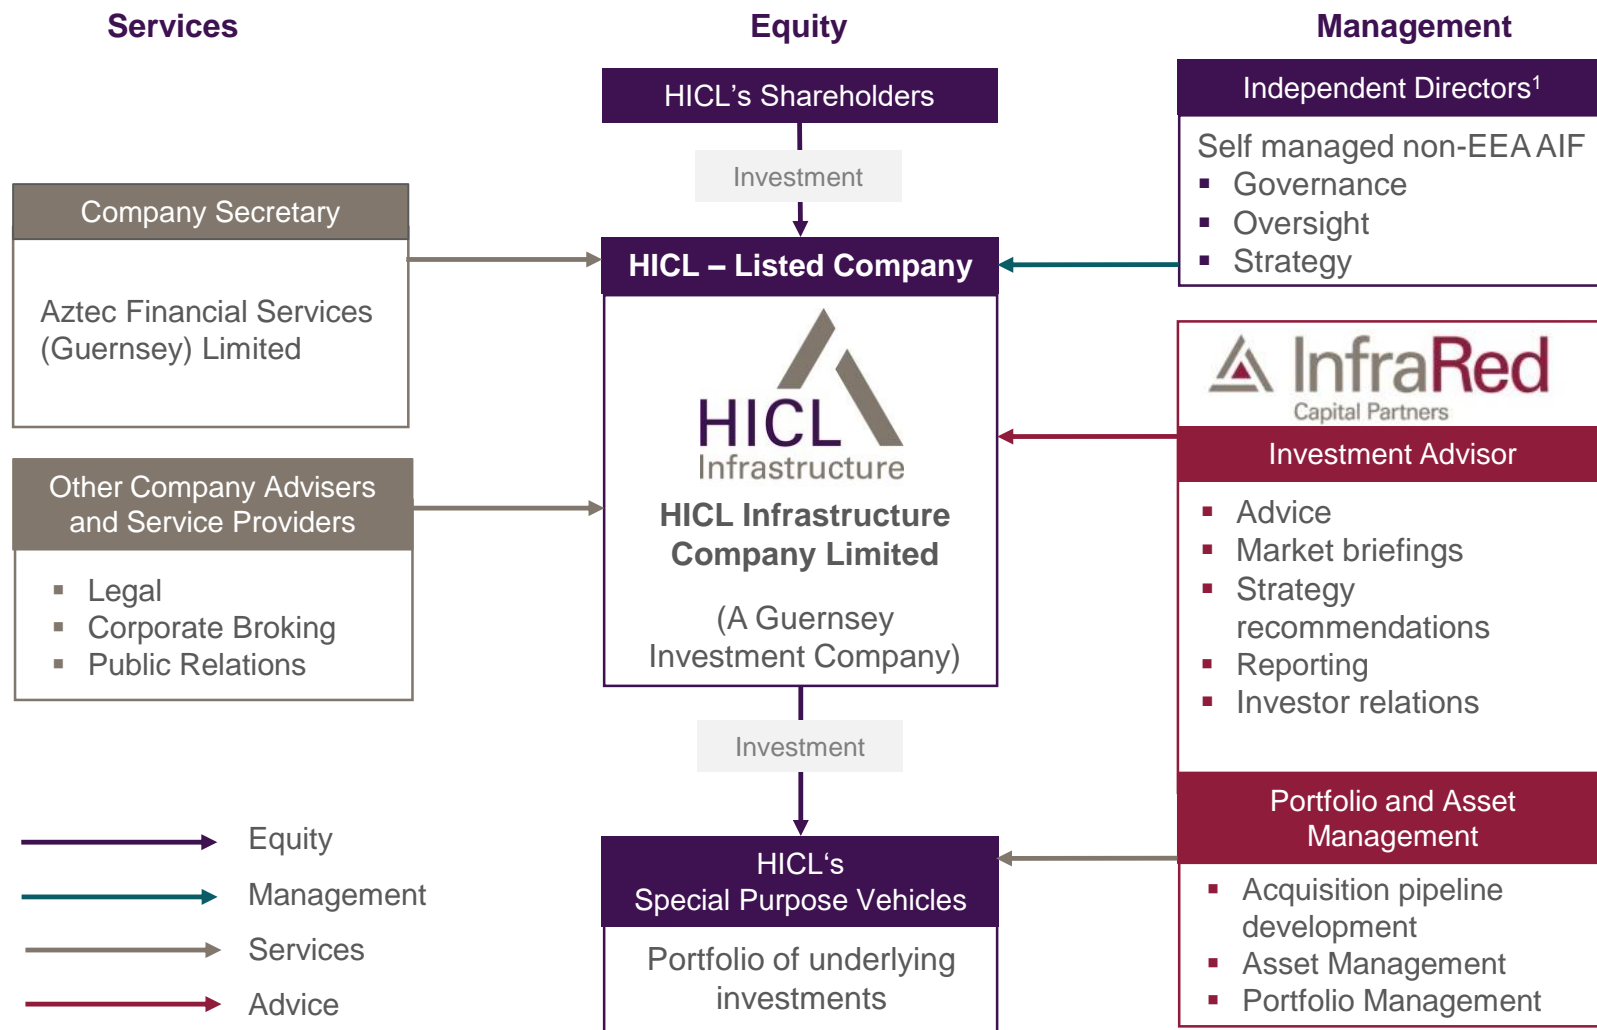 Services
Equity
Management
HICL's Shareholders
Investment
Company Secretary
Aztec Financial Services
(Guernsey) Limited
Other Company Advisers
and Service Providers
▪ Legal
▪ Corporate Broking
▪ Public Relations
HICL – Listed Company
HICL
Infrastructure
HICL Infrastructure
Company Limited
(A Guernsey
Investment Company)
Investment
HICL‘s
Special Purpose Vehicles
Portfolio of underlying
investments
Independent Directors¹
Self managed non-EEA AIF
▪ Governance
▪ Oversight
▪ Strategy
InfraRed
Capital Partners
Investment Advisor
▪ Advice
▪ Market briefings
▪ Strategy
recommendations
▪ Reporting
▪ Investor relations
Portfolio and Asset
Management
▪ Acquisition pipeline
development
▪ Asset Management
▪ Portfolio Management
Equity
Management
Services
Advice